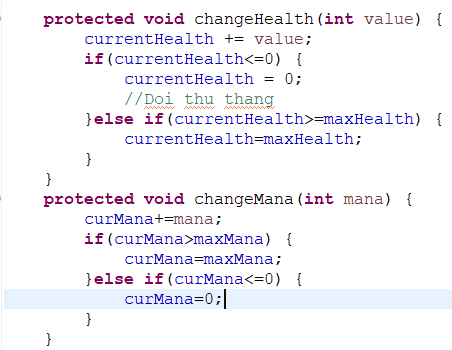 protected void changeHealth(int value) {
currentHealth += value;
if(currentHealth<=0) {
currentHealth = 0;
//Doi thu thang
}else if(currentHealth>=maxHealth) {
currentHealth=maxHealth;
}
}
protected void changeMana(int mana) {
curMana+=mana;
if(curMana>maxMana) {
curMana=maxMana;
}else if(curMana<=0) {
curMana=0;
}
}